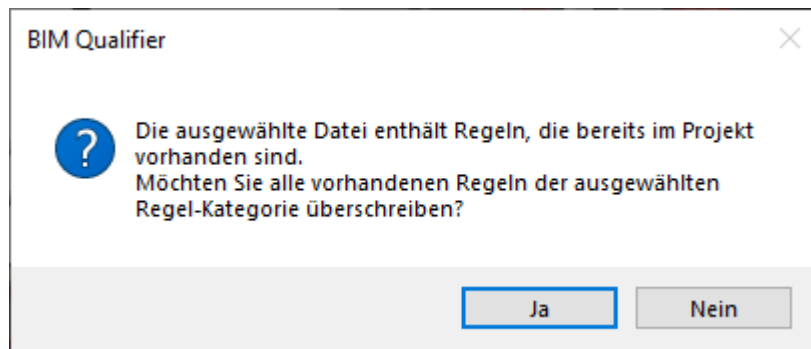 BIM Qualifier
Die ausgewählte Datei enthält Regeln, die bereits im Projekt
vorhanden sind.
Möchten Sie alle vorhandenen Regeln der ausgewählten
Regel-Kategorie überschreiben?
Ja
Nein